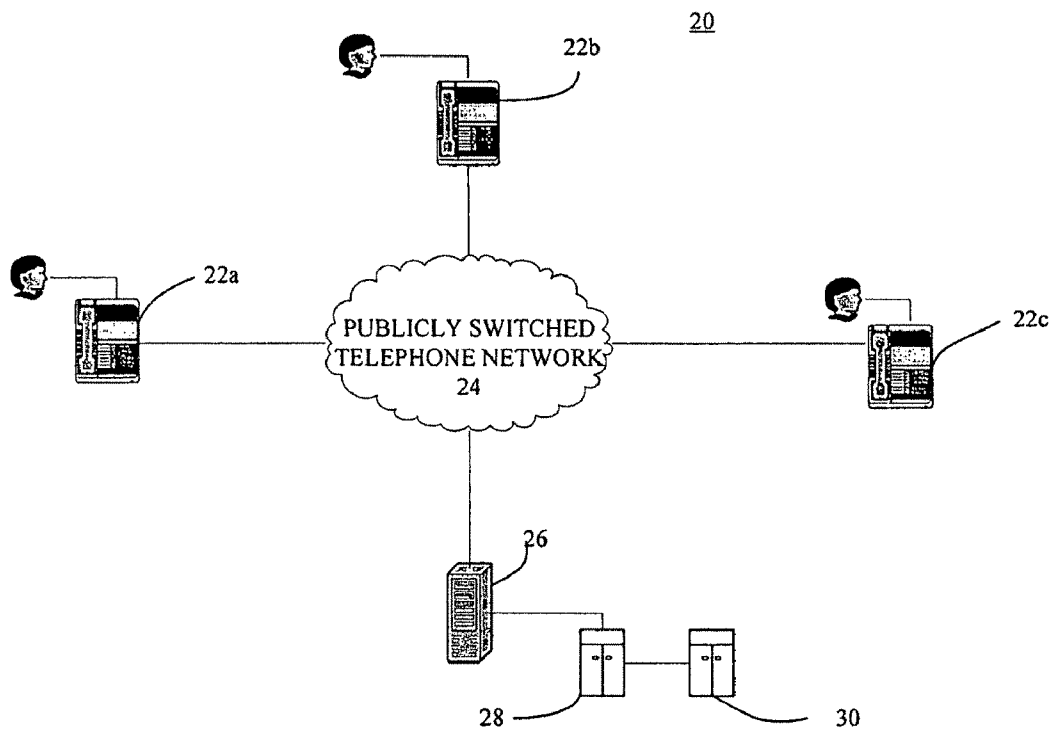 20
22b
22a
22c
PUBLICLY SWITCHED
TELEPHONE NETWORK
24
26
28
30